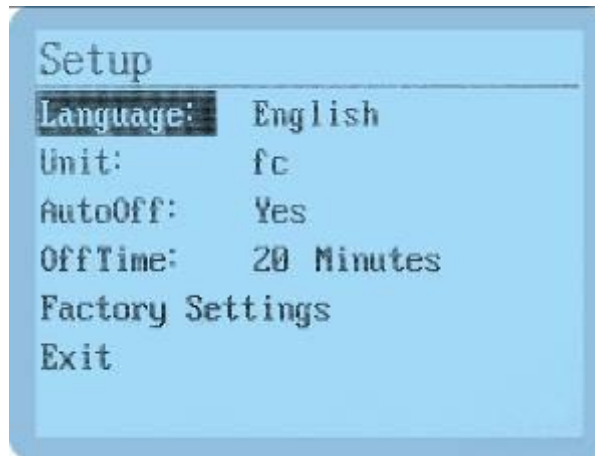 Setup
Language: English
Unit: fc
AutoOff: Yes
OffTime: 20 Minutes
Factory Settings
Exit